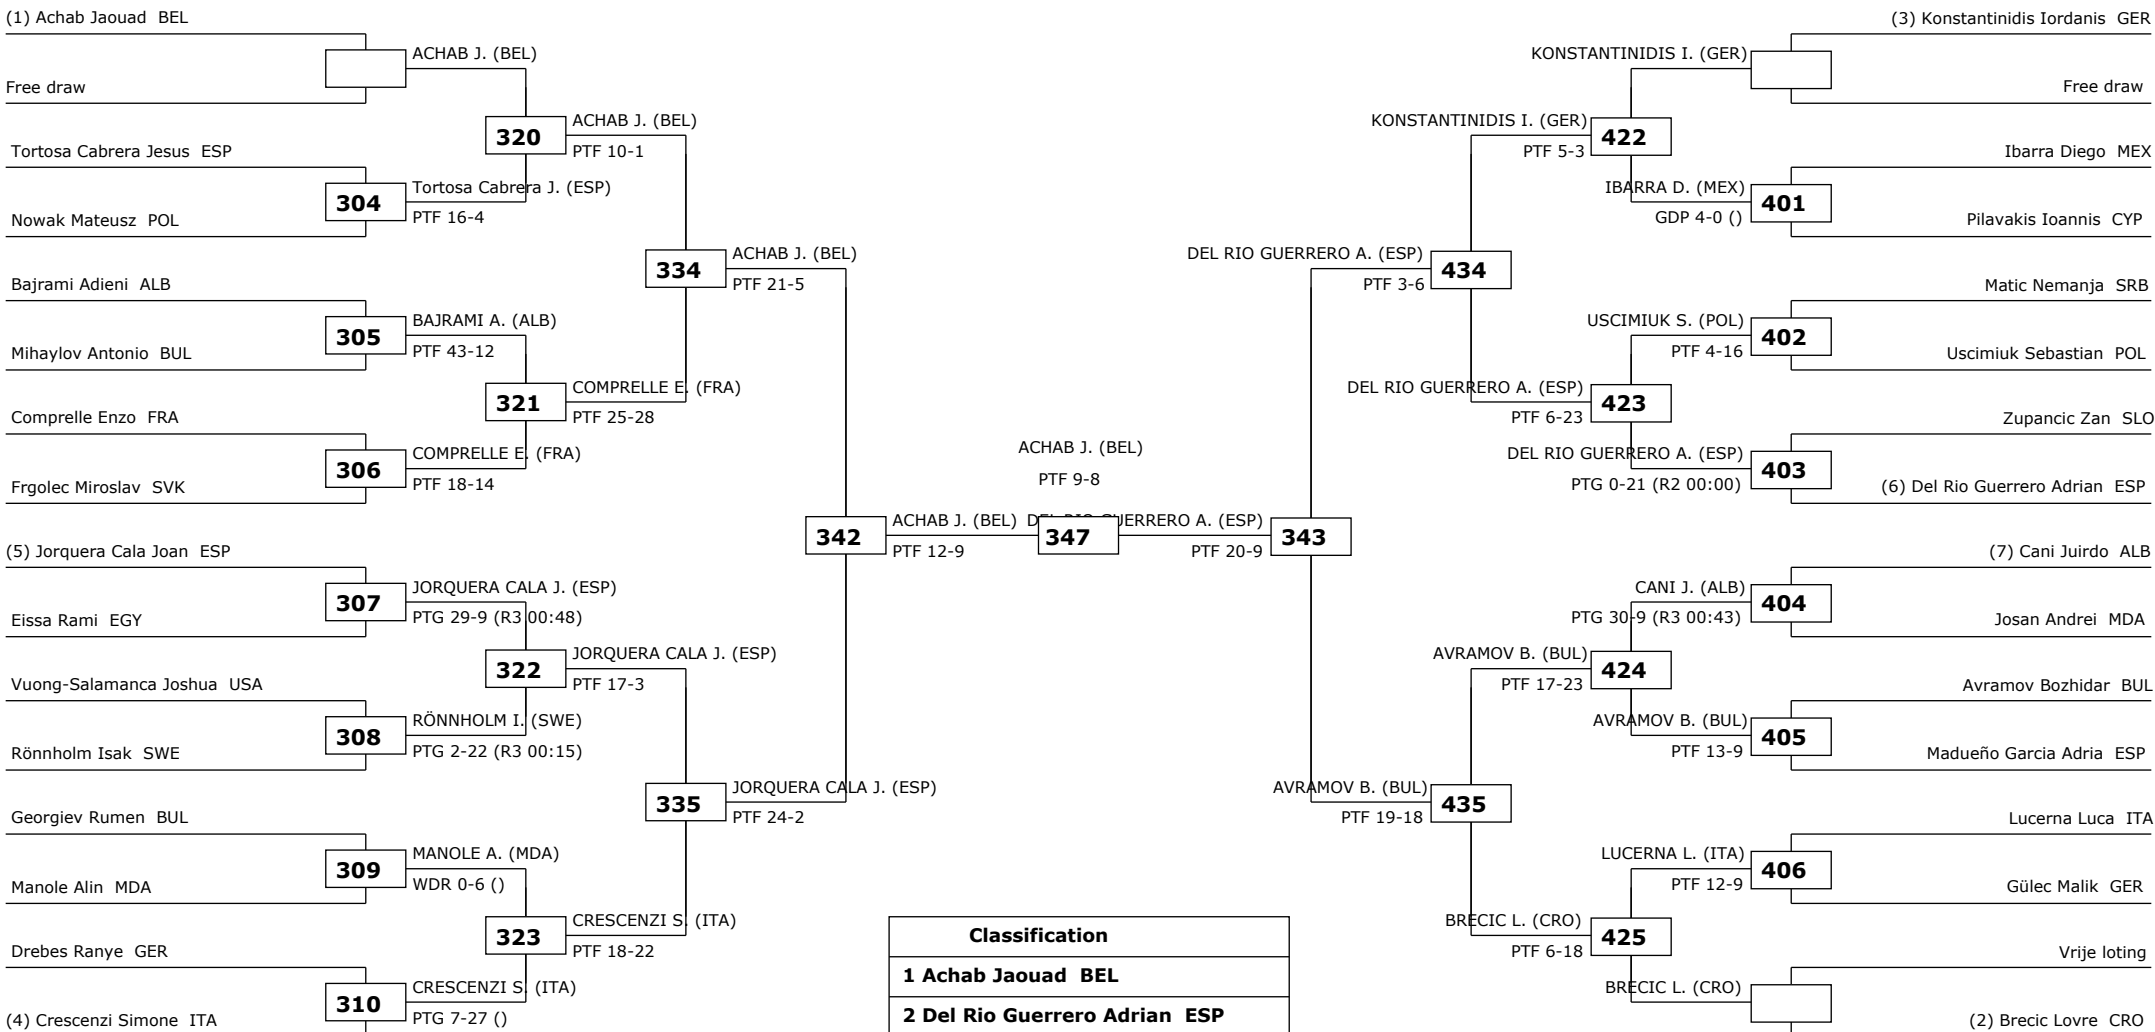 (1) Achab Jaouad BEL
Free draw
Tortosa Cabrera Jesus ESP
Nowak Mateusz POL
Bajrami Adieni ALB
Mihaylov Antonio BUL
Comprelle Enzo FRA
Frgolec Miroslav SVK
(5) Jorquera Cala Joan ESP
Eissa Rami EGY
Vuong-Salamanca Joshua USA
Rönnholm Isak SWE
Georgiev Rumen BUL
Manole Alin MDA
Drebes Ranye GER
(4) Crescenzi Simone ITA
ACHAB J. (BEL)
304
Tortosa Cabrera J. (ESP)
PTF 16-4
305
BAJRAMI A. (ALB)
PTF 43-12
306
COMPRELLE E. (FRA)
PTF 18-14
307
JORQUERA CALA J. (ESP)
PTG 29-9 (R3 00:48)
308
RÖNNHOLM I. (SWE)
PTG 2-22 (R3 00:15)
309
MANOLE A. (MDA)
WDR 0-6 ()
310
CRESCENZI S. (ITA)
PTG 7-27 ()
320
ACHAB J. (BEL)
PTF 10-1
321
COMPRELLE E. (FRA)
PTF 25-28
322
JORQUERA CALA J. (ESP)
PTF 17-3
323
CRESCENZI S. (ITA)
PTF 18-22
334
ACHAB J. (BEL)
PTF 21-5
335
JORQUERA CALA J. (ESP)
PTF 24-2
342
ACHAB J. (BEL)
PTF 12-9
ACHAB J. (BEL)
PTF 9-8
347
DEL RIO GUERRERO A. (ESP)
PTF 20-9
343
DEL RIO GUERRERO A. (ESP)
PTF 3-6
434
AVRAMOV B. (BUL)
PTF 19-18
435
KONSTANTINIDIS I. (GER)
PTF 5-3
422
DEL RIO GUERRERO A. (ESP)
PTF 6-23
423
AVRAMOV B. (BUL)
PTF 17-23
424
BRECIC L. (CRO)
PTF 6-18
425
KONSTANTINIDIS I. (GER)
IBARRA D. (MEX)
GDP 4-0 ()
401
USCIMIUK S. (POL)
PTF 4-16
402
DEL RIO GUERRERO A. (ESP)
PTG 0-21 (R2 00:00)
403
CANI J. (ALB)
PTG 30-9 (R3 00:43)
404
AVRAMOV B. (BUL)
PTF 13-9
405
LUCERNA L. (ITA)
PTF 12-9
406
BRECIC L. (CRO)
(3) Konstantinidis Iordanis GER
Free draw
Ibarra Diego MEX
Pilavakis Ioannis CYP
Matic Nemanja SRB
Uscimiuk Sebastian POL
Zupancic Zan SLO
(6) Del Rio Guerrero Adrian ESP
(7) Cani Juirdo ALB
Josan Andrei MDA
Avramov Bozhidar BUL
Madueño Garcia Adria ESP
Lucerna Luca ITA
Gülec Malik GER
Vrije loting
(2) Brecic Lovre CRO
Classification
1 Achab Jaouad BEL
2 Del Rio Guerrero Adrian ESP